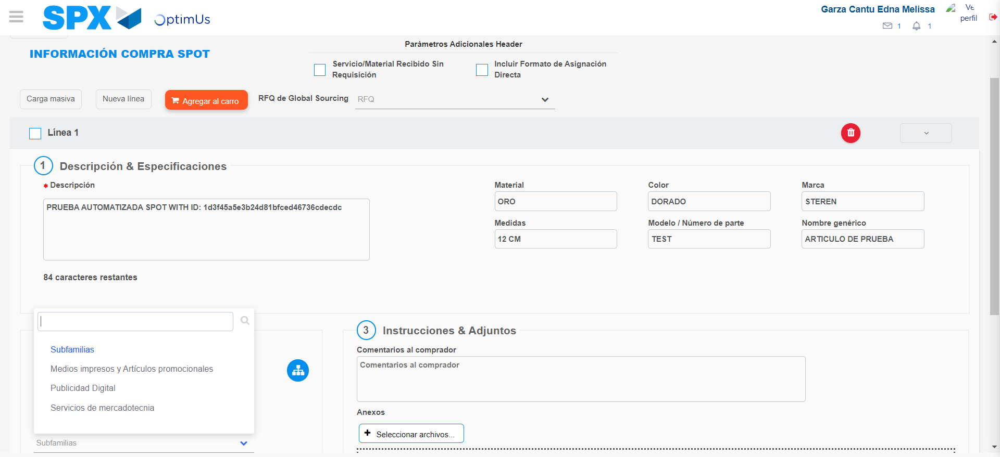 SPX
OptimUs
Garza Cantu Edna Melissa
Ve
perfil
1
1
Parámetros Adicionales Header
INFORMACIÓN COMPRA SPOT
Servicio/Material Recibido Sin
Requisición
Incluir Formato de Asignación
Directa
Carga masiva
Nueva línea
Agregar al carro
RFQ de Global Sourcing
RFQ
Línea 1
1
Descripción & Especificaciones
* Descripción
Material
Color
Marca
PRUEBA AUTOMATIZADA SPOT WITH ID: 1d3f45a5e3b24d81bfced46736cdecdc
ORO
DORADO
STEREN
Medidas
Modelo / Número de parte
Nombre genérico
12 CM
TEST
ARTICULO DE PRUEBA
84 caracteres restantes
Subfamilias
Medios impresos y Artículos promocionales
Publicidad Digital
Servicios de mercadotecnia
Subfamilias
3
Instrucciones & Adjuntos
Comentarios al comprador
Comentarios al comprador
Anexos
Seleccionar archivos...